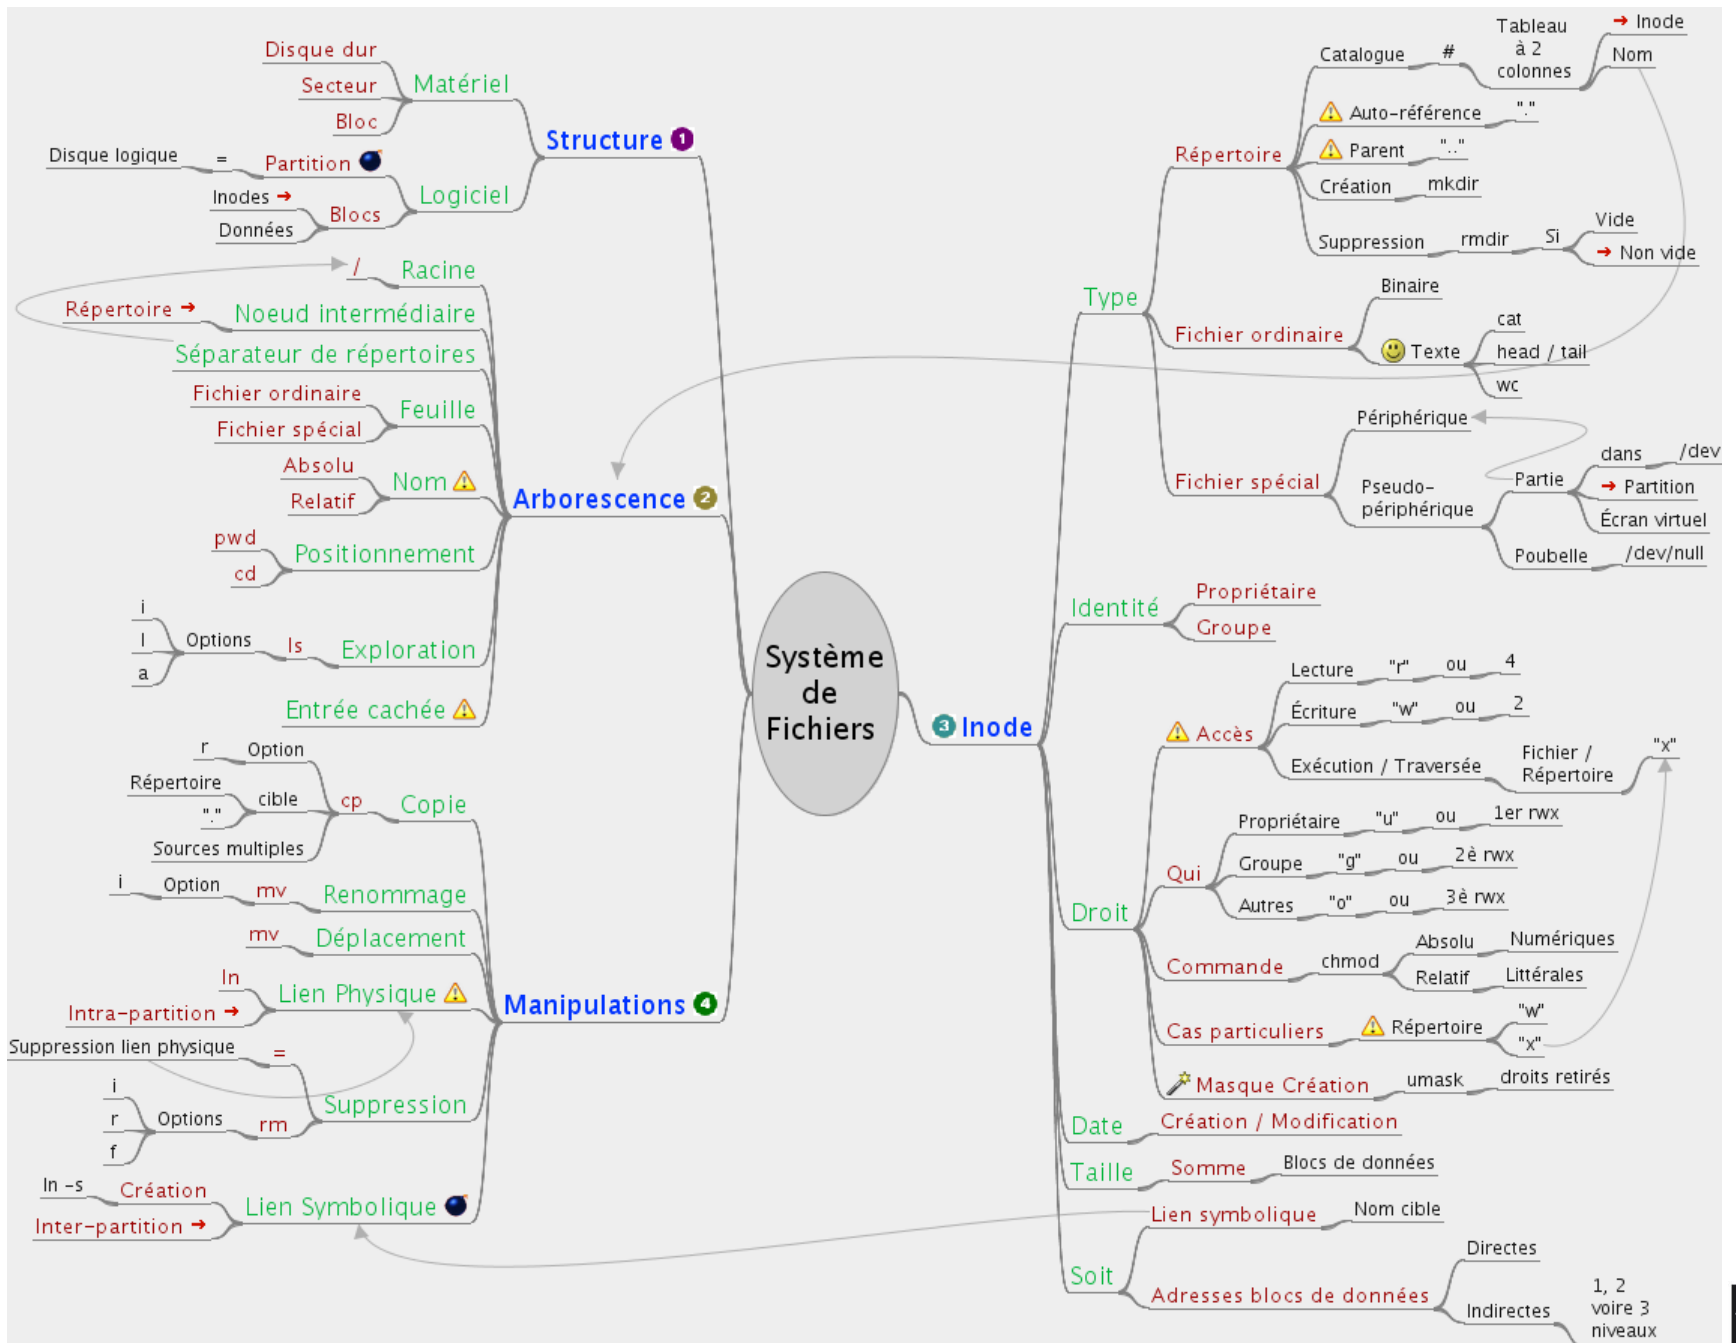 Système
de
Fichiers
Structure 1
Matériel
Disque dur
Secteur
Bloc
Logiciel
Partition
=
Disque logique
Blocs
Inodes
Données
Arborescence 2
Racine
/
Noeud intermédiaire
Répertoire
Séparateur de répertoires
Feuille
Fichier ordinaire
Fichier spécial
Nom
Absolu
Relatif
Positionnement
pwd
cd
Exploration
ls
Options
i
l
a
Entrée cachée
3 Inode
Type
Répertoire
Catalogue
#
Tableau
à 2
colonnes
Inode
Nom
Auto-référence
"."
Parent
".."
Création
mkdir
Suppression
rmdir
Si
Vide
Non vide
Fichier ordinaire
Binaire
Texte
cat
head / tail
wc
Fichier spécial
Périphérique
Pseudo-
périphérique
Partie
dans
/dev
Partition
Écran virtuel
Poubelle
/dev/null
Identité
Propriétaire
Groupe
Droit
Accès
Lecture
"r"
ou
4
Écriture
"w"
ou
2
Exécution / Traversée
Fichier /
Répertoire
"x"
Qui
Propriétaire
"u"
ou
1er rwx
Groupe
"g"
ou
2è rwx
Autres
"o"
ou
3è rwx
Commande
chmod
Absolu
Numériques
Relatif
Littérales
Cas particuliers
Répertoire
"w"
"x"
Masque Création
umask
droits retirés
Date
Création / Modification
Taille
Somme
Blocs de données
Soit
Lien symbolique
Nom cible
Adresses blocs de données
Directes
Indirectes
1, 2
voire 3
niveaux
Manipulations 4
Copie
cp
Option
r
cible
Répertoire
"."
Sources multiples
Renommage
mv
Option
i
Déplacement
mv
Lien Physique
ln
Intra-partition
Suppression
=
Suppression lien physique
rm
Options
i
r
f
Lien Symbolique
Création
ln -s
Inter-partition